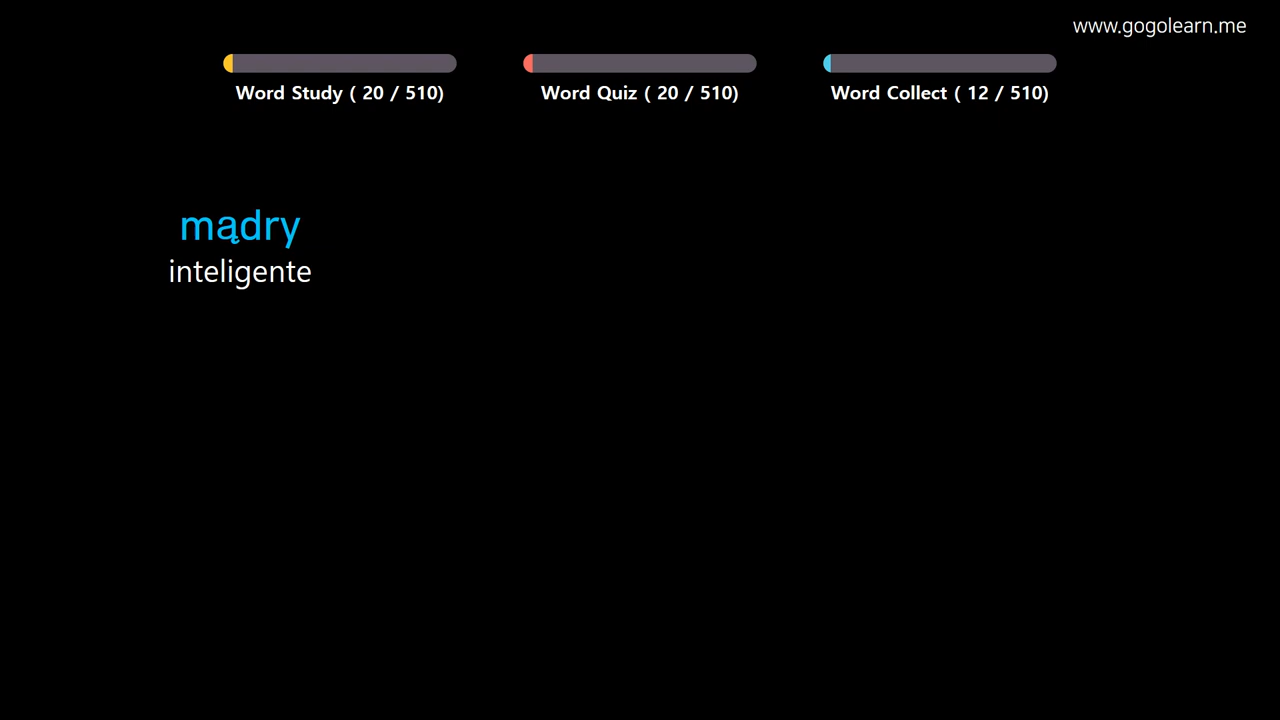 www.gogolearn.me
Word Study ( 20 / 510)
Word Quiz ( 20 / 510)
Word Collect ( 12 / 510)
mądry
inteligente